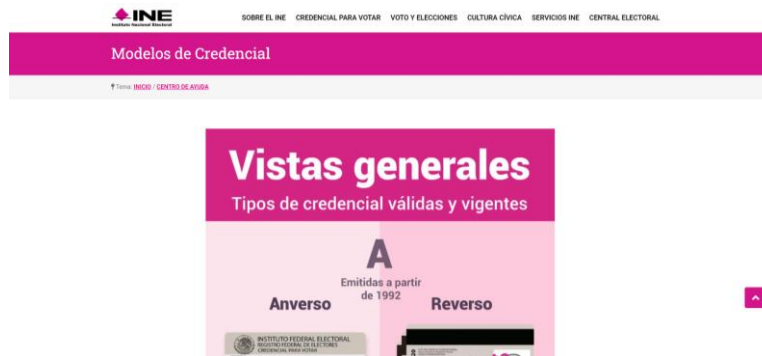 INE
Instituto Nacional Electoral
SOBRE EL INE CREDENCIAL PARA VOTAR VOTO Y ELECCIONES CULTURA CÍVICA SERVICIOS INE CENTRAL ELECTORAL
Modelos de Credencial
Tema: INICIO / CENTRO DE AYUDA
Vistas generales
Tipos de credencial válidas y vigentes
A
Emitidas a partir
de 1992
Anverso Reverso
INSTITUTO FEDERAL ELECTORAL
REGISTRO FEDERAL DE ELECTORES
CREDENCIAL PARA VOTAR